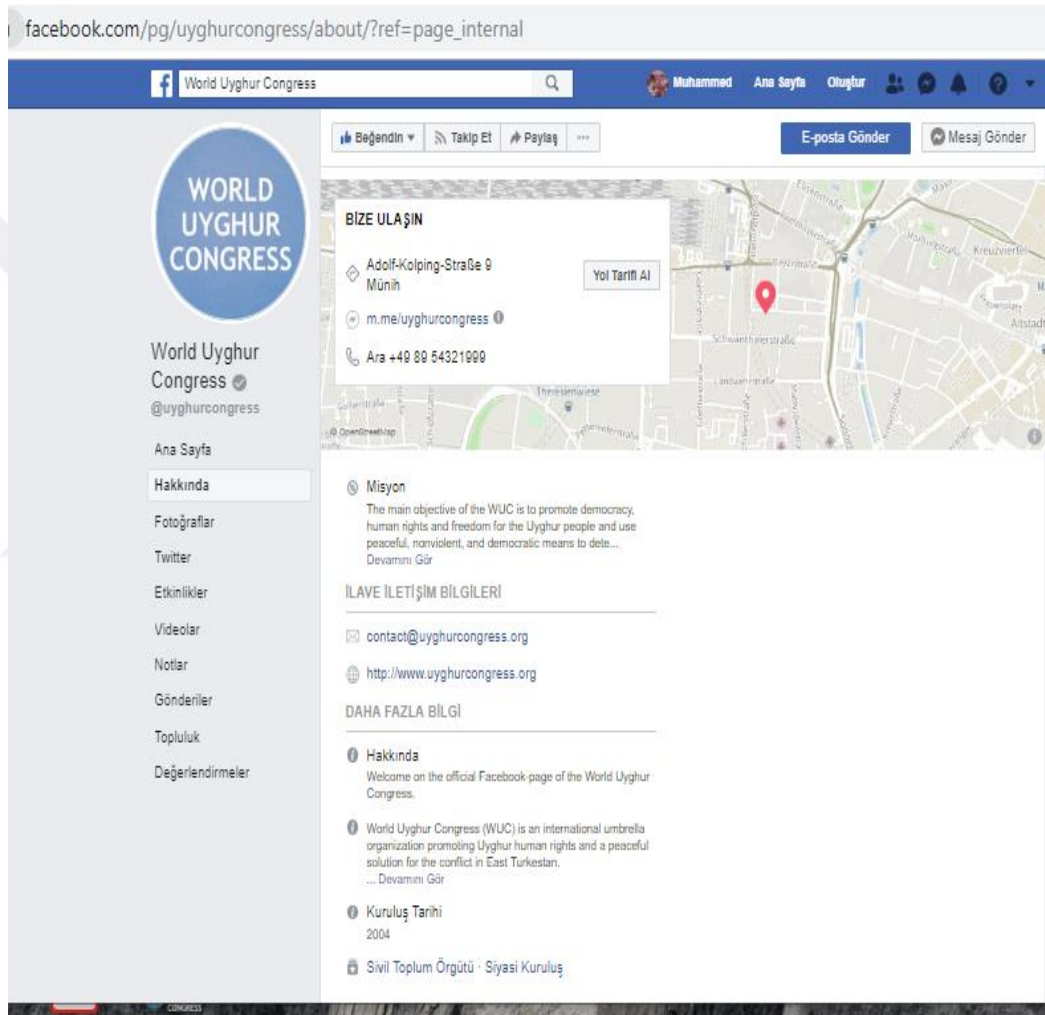 facebook.com/pg/uyghurcongress/about/?ref=page_internal
World Uyghur Congress
Muhammed Ana Sayfa Oluştur
Beğendin Takip Et Paylaş ...
E-posta Gönder Mesaj Gönder
WORLD
UYGHUR
CONGRESS
World Uyghur
Congress
@uyghurcongress
Ana Sayfa
Hakkında
Fotoğraflar
Twitter
Etkinlikler
Videolar
Notlar
Gönderiler
Topluluk
Değerlendirmeler
BİZE ULAŞIN
Adolf-Kolping-Straße 9
Münih
Yol Tarifi Al
m.me/uyghurcongress
Ara +49 89 54321999
Schwanthalerstraße
Theresienwiese
Altstadt
© OpenStreetMap
Misyon
The main objective of the WUC is to promote democracy,
human rights and freedom for the Uyghur people and use
peaceful, nonviolent, and democratic means to dete...
Devamını Gör
İLAVE İLETİŞİM BİLGİLERİ
contact@uyghurcongress.org
http://www.uyghurcongress.org
DAHA FAZLA BİLGİ
Hakkında
Welcome on the official Facebook-page of the World Uyghur
Congress.
World Uyghur Congress (WUC) is an international umbrella
organization promoting Uyghur human rights and a peaceful
solution for the conflict in East Turkestan.
... Devamını Gör
Kuruluş Tarihi
2004
Sivil Toplum Örgütü · Siyasi Kuruluş
CONGRESS